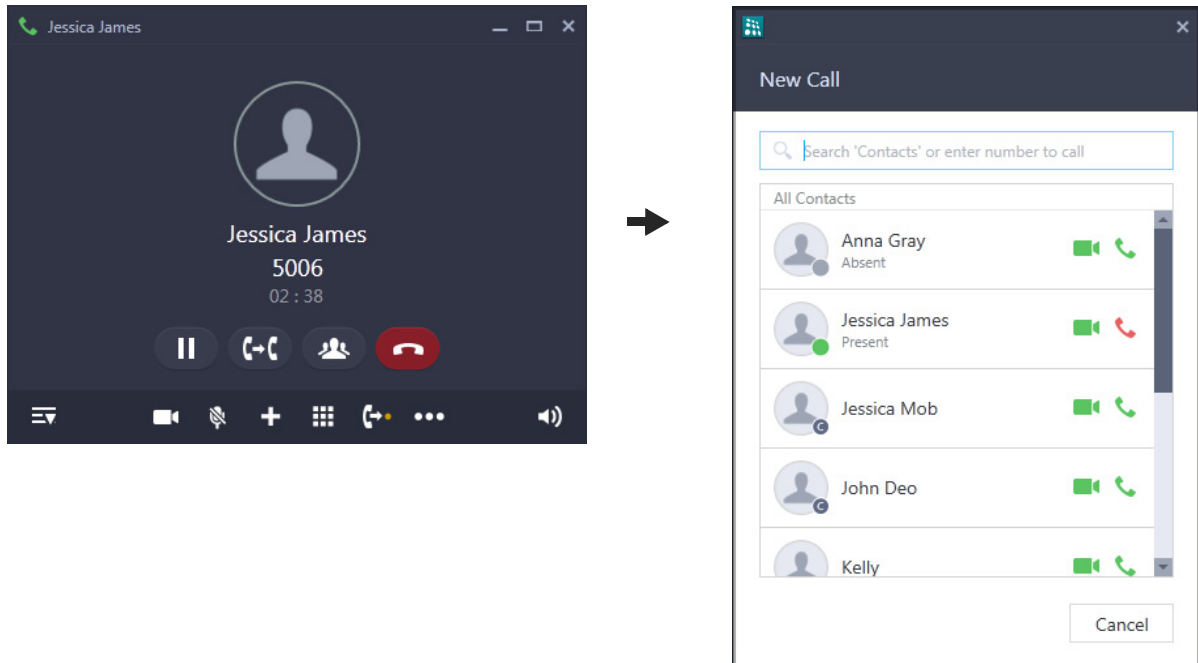 Jessica James
Jessica James
5006
02 : 38
New Call
Search 'Contacts' or enter number to call
All Contacts
Anna Gray
Absent
Jessica James
Present
Jessica Mob
C
John Deo
C
Kelly
Cancel